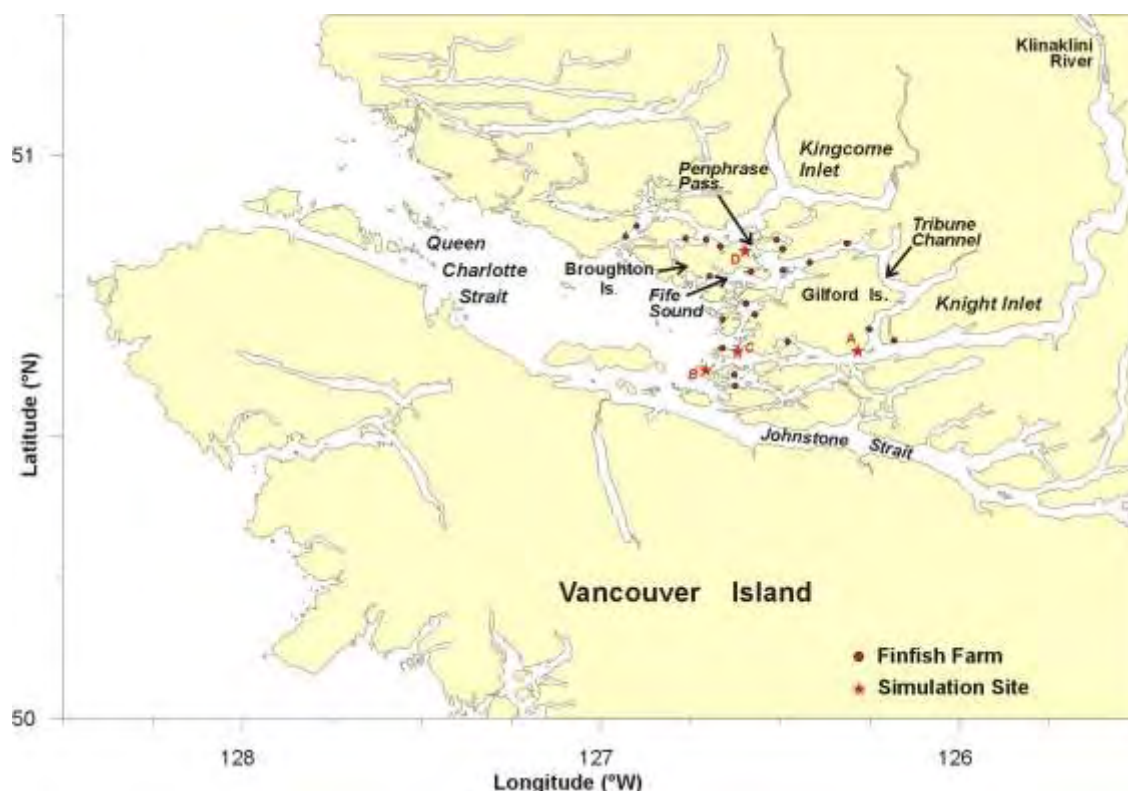 Klinaklini
River
51
Kingcome
Inlet
Penphrase
Pass.
Tribune
Channel
Queen
Charlotte
Strait
D
Broughton
Is.
Fife
Sound
Gilford Is.
Knight Inlet
A
C
B
Johnstone Strait
Latitude (°N)
Vancouver Island
Finfish Farm
Simulation Site
50
128
127
126
Longitude (°W)